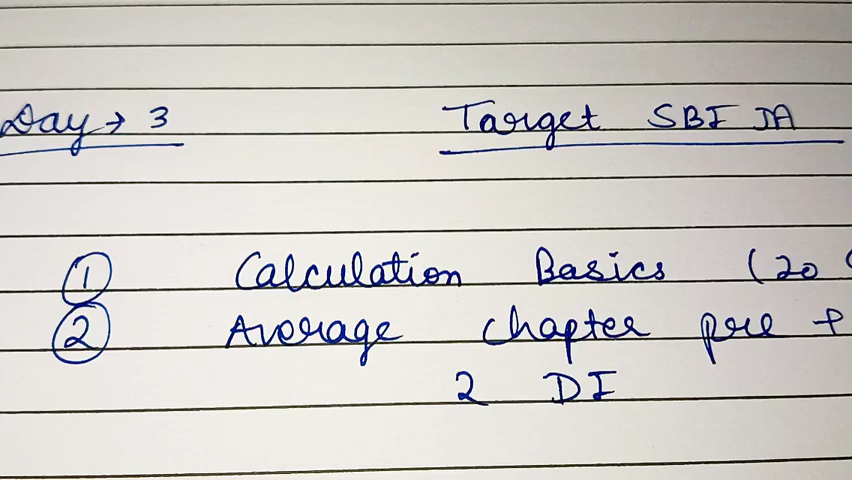 Day → 3
Target SBI JA
① Calculation Basics (20
② Average chapter pre +
2 DI